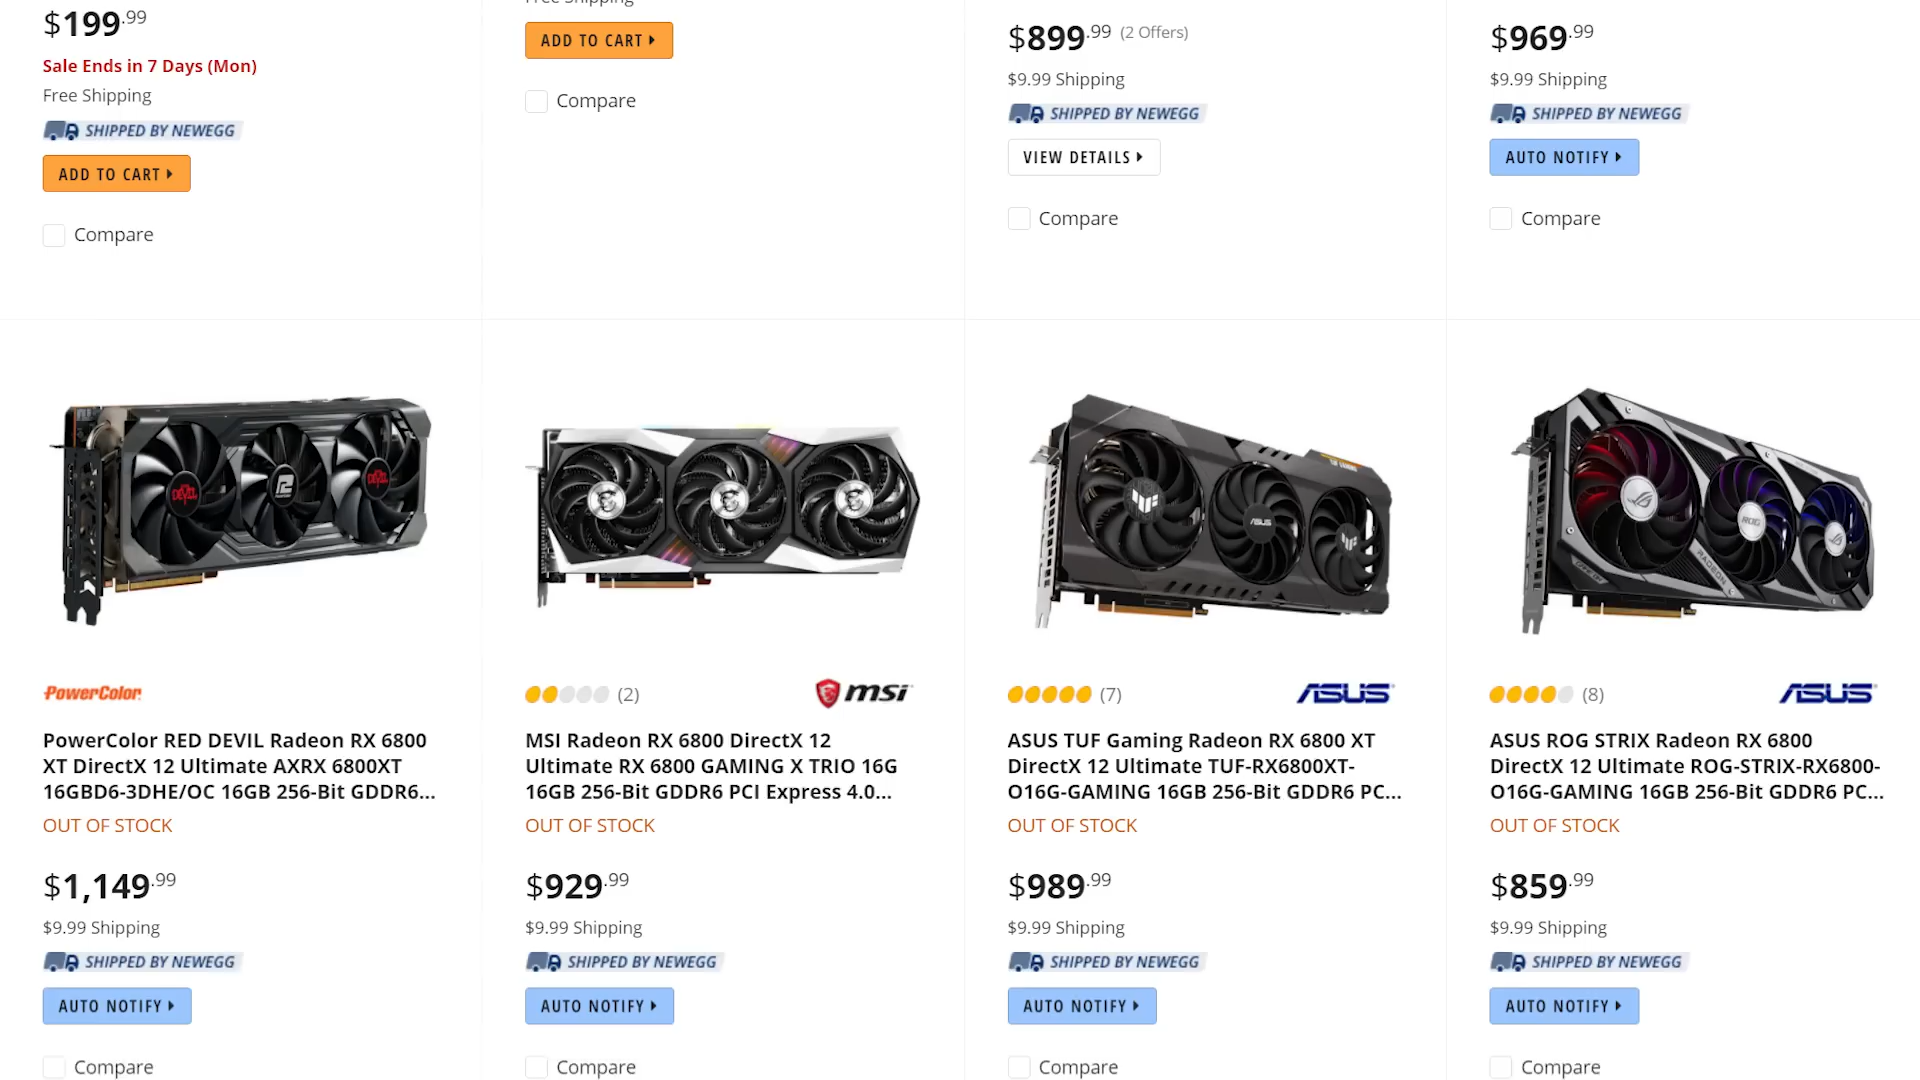 $199.99
Sale Ends in 7 Days (Mon)
Free Shipping
SHIPPED BY NEWEGG
ADD TO CART
Compare
Free Shipping
ADD TO CART
Compare
$899.99 (2 Offers)
$9.99 Shipping
SHIPPED BY NEWEGG
VIEW DETAILS
Compare
$969.99
$9.99 Shipping
SHIPPED BY NEWEGG
AUTO NOTIFY
Compare
PowerColor
PowerColor RED DEVIL Radeon RX 6800
XT DirectX 12 Ultimate AXRX 6800XT
16GBD6-3DHE/OC 16GB 256-Bit GDDR6...
OUT OF STOCK
$1,149.99
$9.99 Shipping
SHIPPED BY NEWEGG
AUTO NOTIFY
Compare
(2)
msi
MSI Radeon RX 6800 DirectX 12
Ultimate RX 6800 GAMING X TRIO 16G
16GB 256-Bit GDDR6 PCI Express 4.0...
OUT OF STOCK
$929.99
$9.99 Shipping
SHIPPED BY NEWEGG
AUTO NOTIFY
Compare
ASUS
(7)
ASUS
ASUS TUF Gaming Radeon RX 6800 XT
DirectX 12 Ultimate TUF-RX6800XT-
O16G-GAMING 16GB 256-Bit GDDR6 PC...
OUT OF STOCK
$989.99
$9.99 Shipping
SHIPPED BY NEWEGG
AUTO NOTIFY
Compare
ROG
RADEON
(8)
ASUS
ASUS ROG STRIX Radeon RX 6800
DirectX 12 Ultimate ROG-STRIX-RX6800-
O16G-GAMING 16GB 256-Bit GDDR6 PC...
OUT OF STOCK
$859.99
$9.99 Shipping
SHIPPED BY NEWEGG
AUTO NOTIFY
Compare